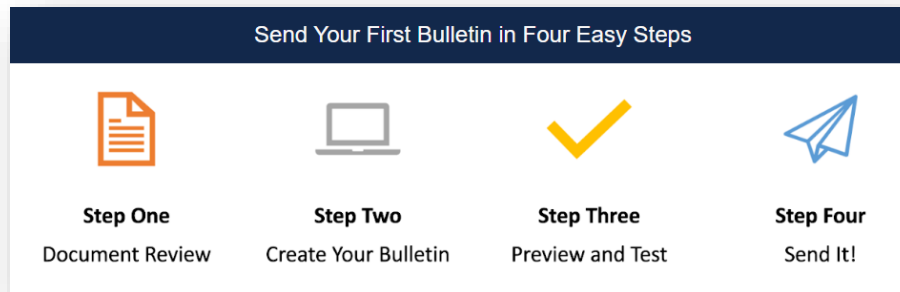 Send Your First Bulletin in Four Easy Steps
Step One
Document Review
Step Two
Create Your Bulletin
Step Three
Preview and Test
Step Four
Send It!